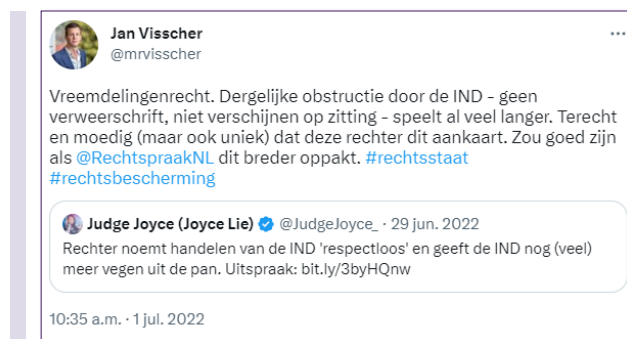 Jan Visscher
@mrvisscher
Vreemdelingenrecht. Dergelijke obstructie door de IND - geen
verweerschrift, niet verschijnen op zitting - speelt al veel langer. Terecht
en moedig (maar ook uniek) dat deze rechter dit aankaart. Zou goed zijn
als @RechtspraakNL dit breder oppakt. #rechtsstaat
#rechtsbescherming
Judge Joyce (Joyce Lie) @JudgeJoyce_ · 29 jun. 2022
Rechter noemt handelen van de IND 'respectloos' en geeft de IND nog (veel)
meer vegen uit de pan. Uitspraak: bit.ly/3byHQnw
10:35 a.m. · 1 jul. 2022